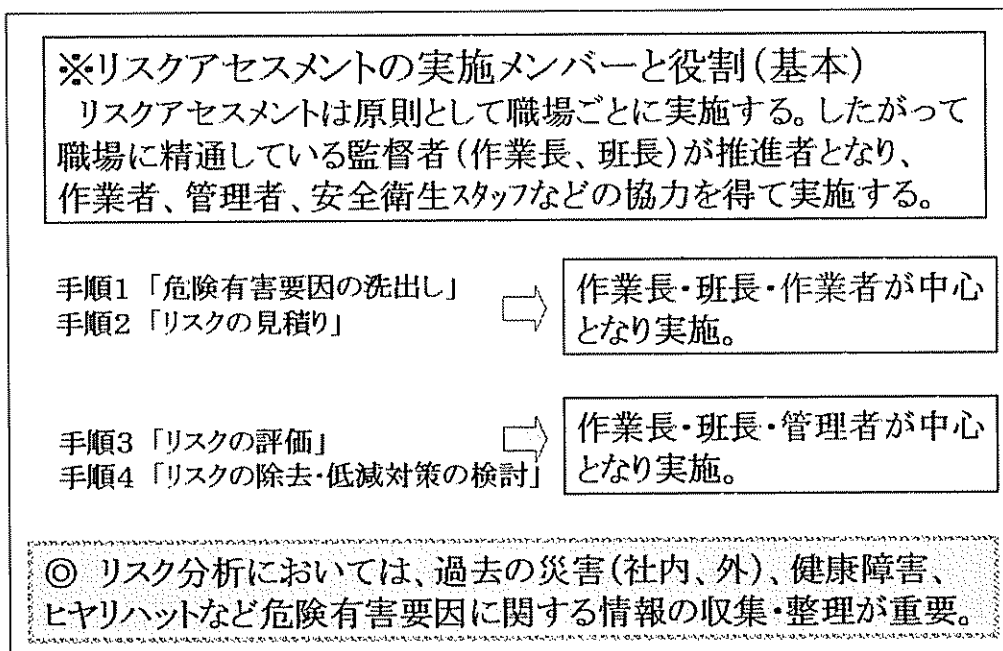 ※リスクアセスメントの実施メンバーと役割(基本)
リスクアセスメントは原則として職場ごとに実施する。したがって
職場に精通している監督者(作業長、班長)が推進者となり、
作業者、管理者、安全衛生スタッフなどの協力を得て実施する。
手順1「危険有害要因の洗出し」
手順2「リスクの見積り」
作業長・班長・作業者が中心
となり実施。
手順3「リスクの評価」
手順4「リスクの除去・低減対策の検討」
作業長・班長・管理者が中心
となり実施。
◎ リスク分析においては、過去の災害(社内、外)、健康障害、
ヒヤリハットなど危険有害要因に関する情報の収集・整理が重要。